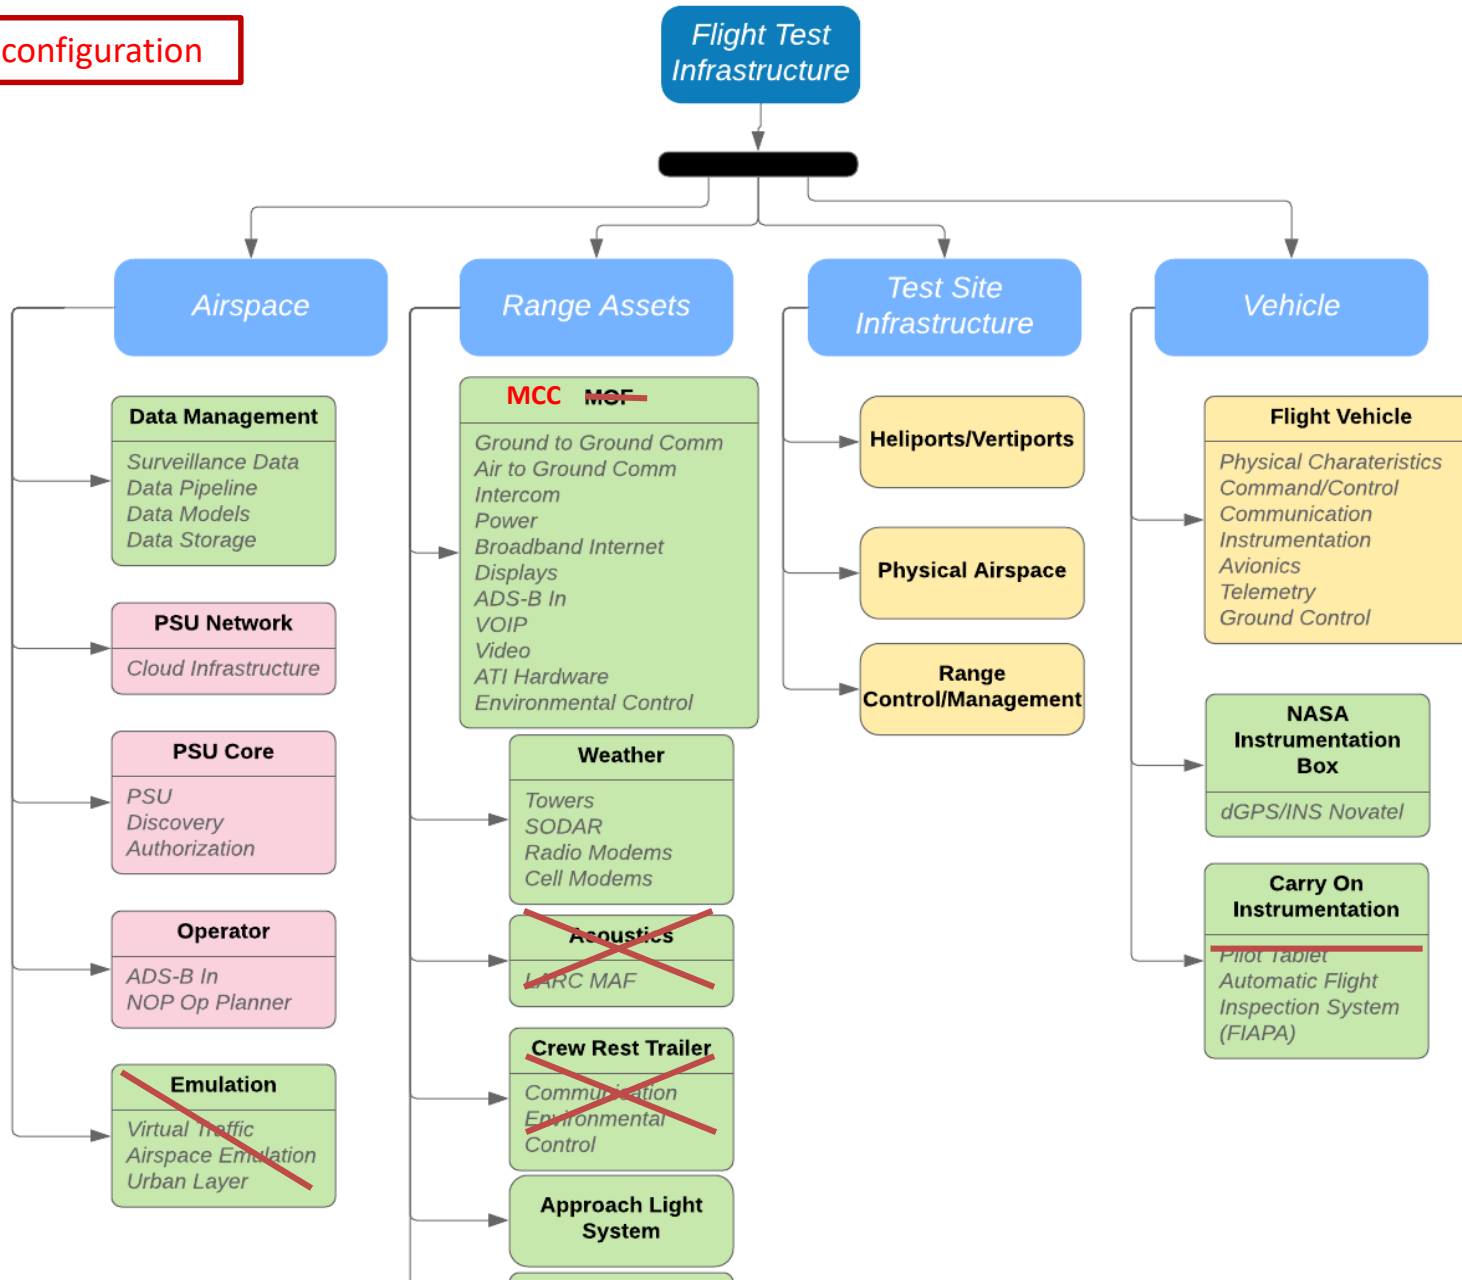 configuration
Flight Test
Infrastructure
Airspace
Range Assets
Test Site
Infrastructure
Vehicle
Data Management
Surveillance Data
Data Pipeline
Data Models
Data Storage
PSU Network
Cloud Infrastructure
PSU Core
PSU
Discovery
Authorization
Operator
ADS-B In
NOP Op Planner
Emulation
Virtual Traffic
Airspace Emulation
Urban Layer
MCC MOF
Ground to Ground Comm
Air to Ground Comm
Intercom
Power
Broadband Internet
Displays
ADS-B In
VOIP
Video
ATI Hardware
Environmental Control
Weather
Towers
SODAR
Radio Modems
Cell Modems
Acoustics
LARC MAF
Crew Rest Trailer
Communication
Environmental
Control
Approach Light
System
Heliports/Vertiports
Physical Airspace
Range
Control/Management
Flight Vehicle
Physical Charateristics
Command/Control
Communication
Instrumentation
Avionics
Telemetry
Ground Control
NASA
Instrumentation
Box
dGPS/INS Novatel
Carry On
Instrumentation
Pilot Tablet
Automatic Flight
Inspection System
(FIAPA)